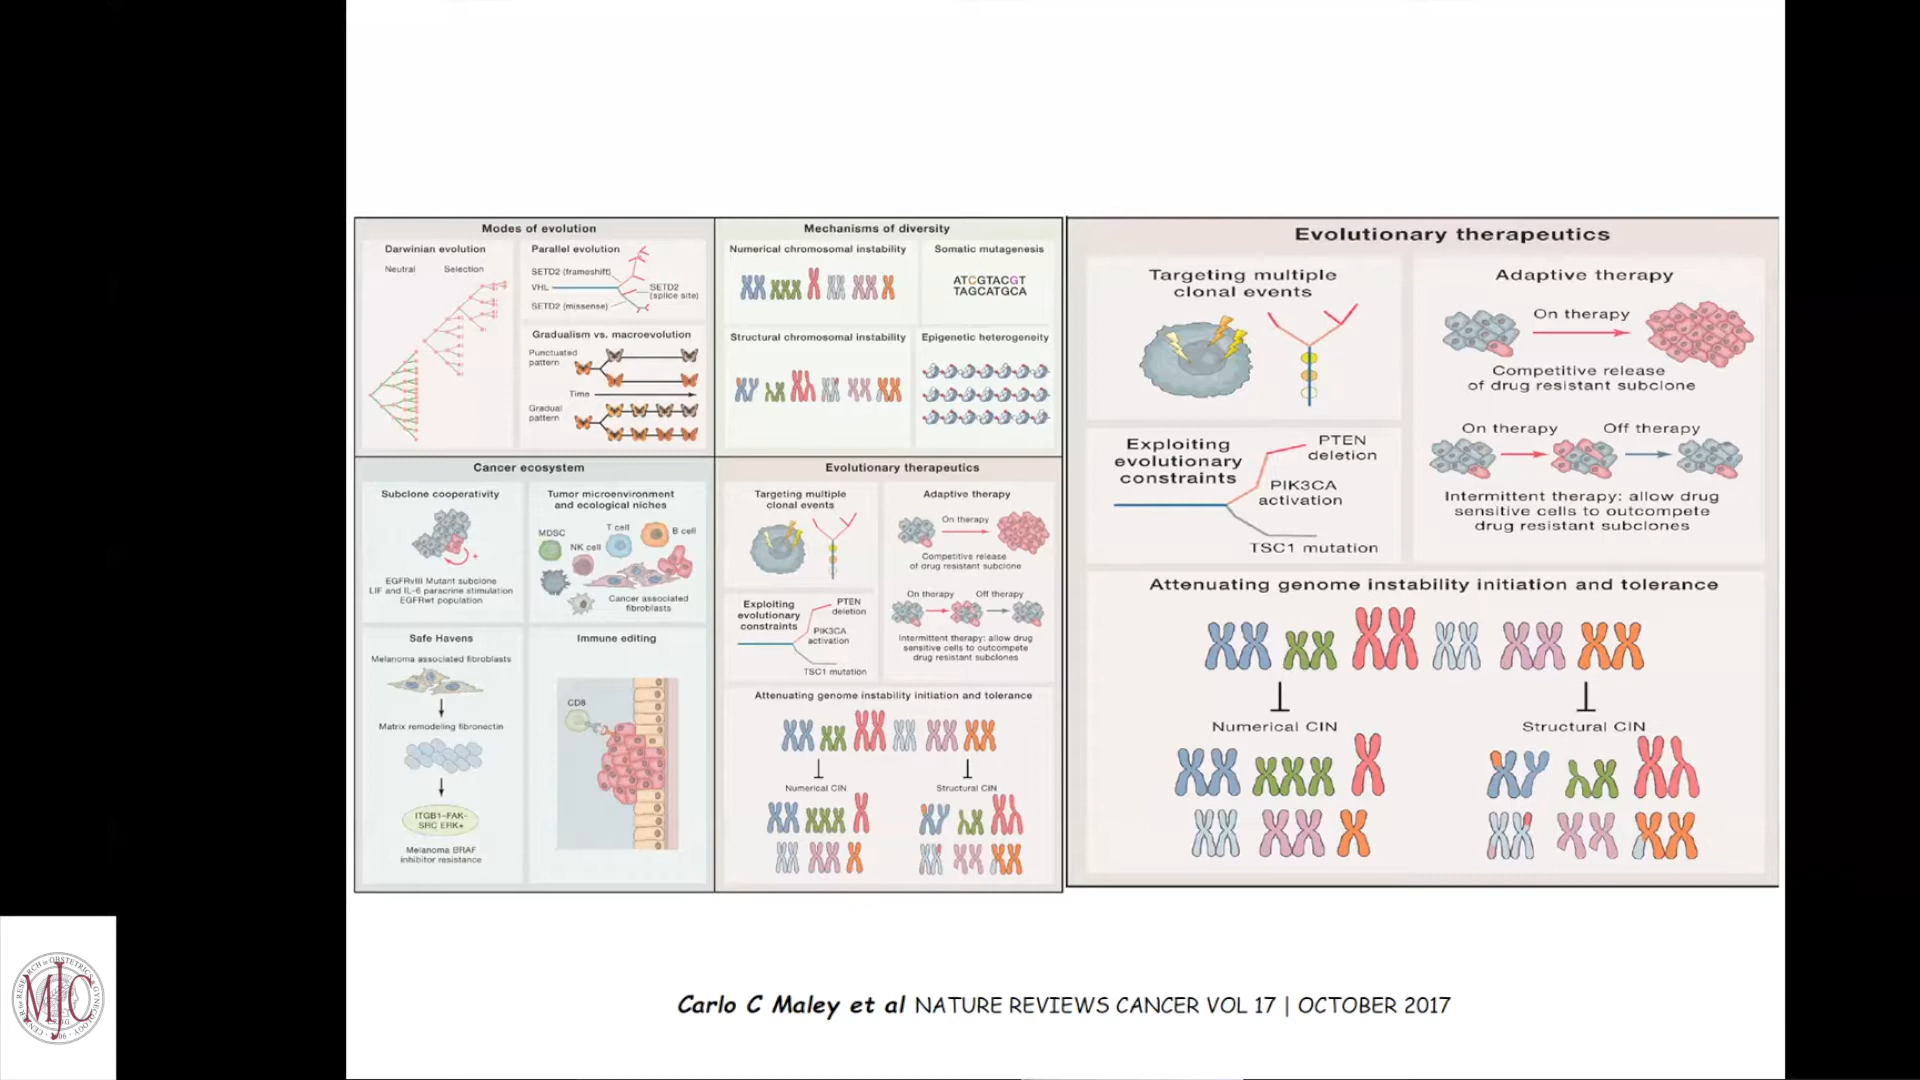 Modes of evolution
Darwinian evolution
Neutral
Selection
Parallel evolution
SETD2 (frameshift)
VHL
SETD2 (missense)
SETD2
(splice site)
Gradualism vs. macroevolution
Punctuated
pattern
Time
Gradual
pattern
Mechanisms of diversity
Numerical chromosomal instability
Somatic mutagenesis
ATCGTACGT
TAGCATGCA
Structural chromosomal instability
Epigenetic heterogeneity
Cancer ecosystem
Subclone cooperativity
+
EGFRvIII Mutant subclone
LIF and IL-6 paracrine stimulation
EGFRwt population
Tumor microenvironment
and ecological niches
MDSC
T cell
B cell
NK cell
Cancer associated
fibroblasts
Safe Havens
Melanoma associated fibroblasts
Matrix remodeling fibronectin
ITGB1-FAK-
SRC ERK+
Melanoma BRAF
inhibitor resistance
Immune editing
CD8
Evolutionary therapeutics
Targeting multiple
clonal events
Adaptive therapy
On therapy
Competitive release
of drug resistant subclone
On therapy
Off therapy
Intermittent therapy: allow drug
sensitive cells to outcompete
drug resistant subclones
Exploiting
evolutionary
constraints
PTEN
deletion
PIK3CA
activation
TSC1 mutation
Attenuating genome instability initiation and tolerance
Numerical CIN
Structural CIN
Evolutionary therapeutics
Targeting multiple
clonal events
Adaptive therapy
On therapy
Competitive release
of drug resistant subclone
On therapy
Off therapy
Intermittent therapy: allow drug
sensitive cells to outcompete
drug resistant subclones
Exploiting
evolutionary
constraints
PTEN
deletion
PIK3CA
activation
TSC1 mutation
Attenuating genome instability initiation and tolerance
Numerical CIN
Structural CIN
Carlo C Maley et al NATURE REVIEWS CANCER VOL 17 | OCTOBER 2017
CENTER for RESEARCH in OBSTETRICS & GYNECOLOGY
MJC